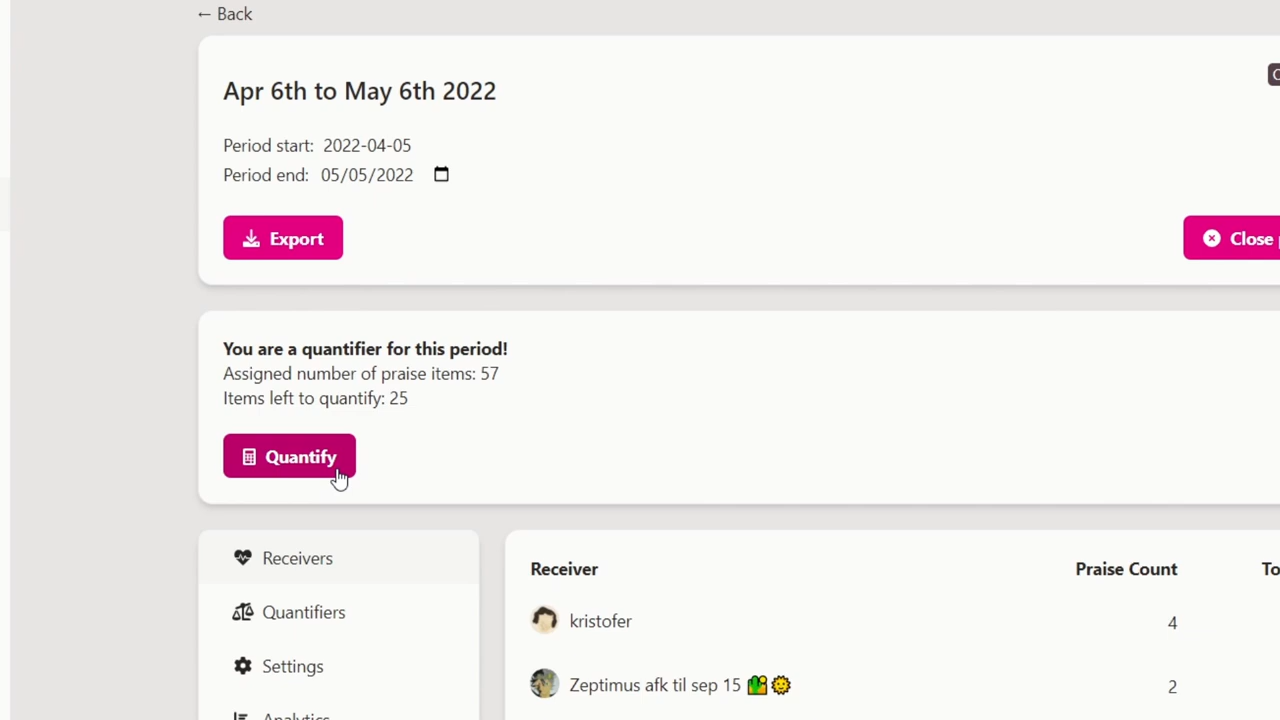 ← Back
Apr 6th to May 6th 2022
Period start: 2022-04-05
Period end: 05/05/2022
Export
Close
You are a quantifier for this period!
Assigned number of praise items: 57
Items left to quantify: 25
Quantify
Receivers
Quantifiers
Settings
Analytics
Receiver Praise Count
kristofer 4
Zeptimus afk til sep 15 2